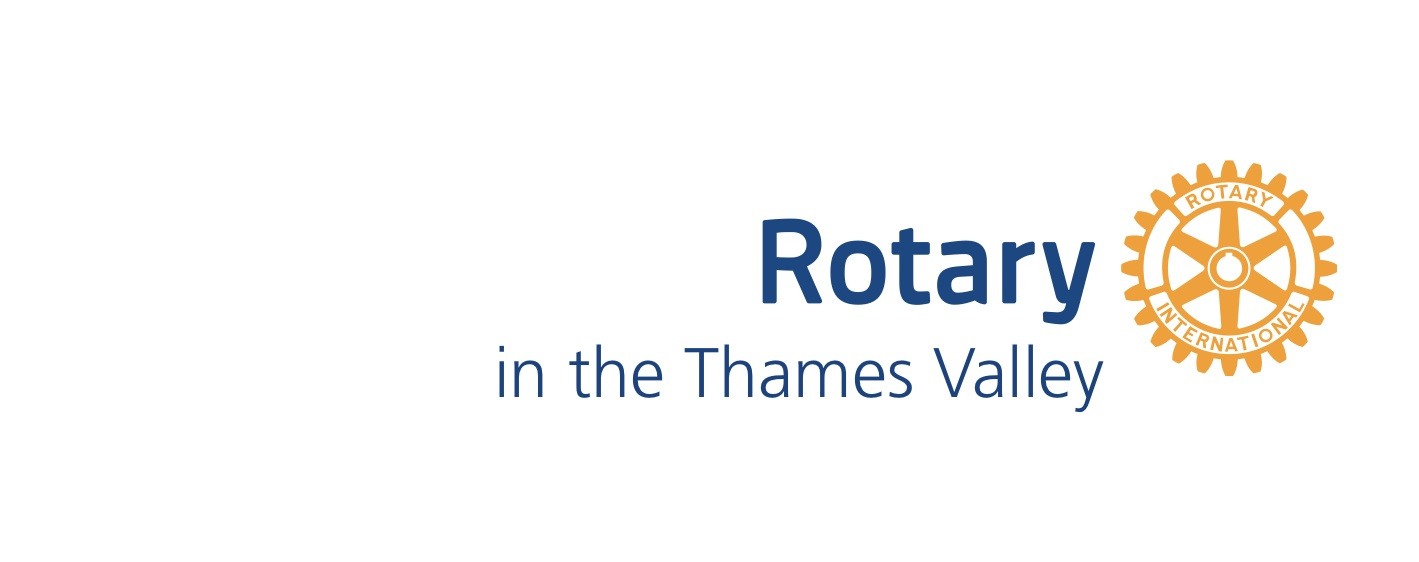 Rotary
in the Thames Valley
ROTARY
INTERNATIONAL